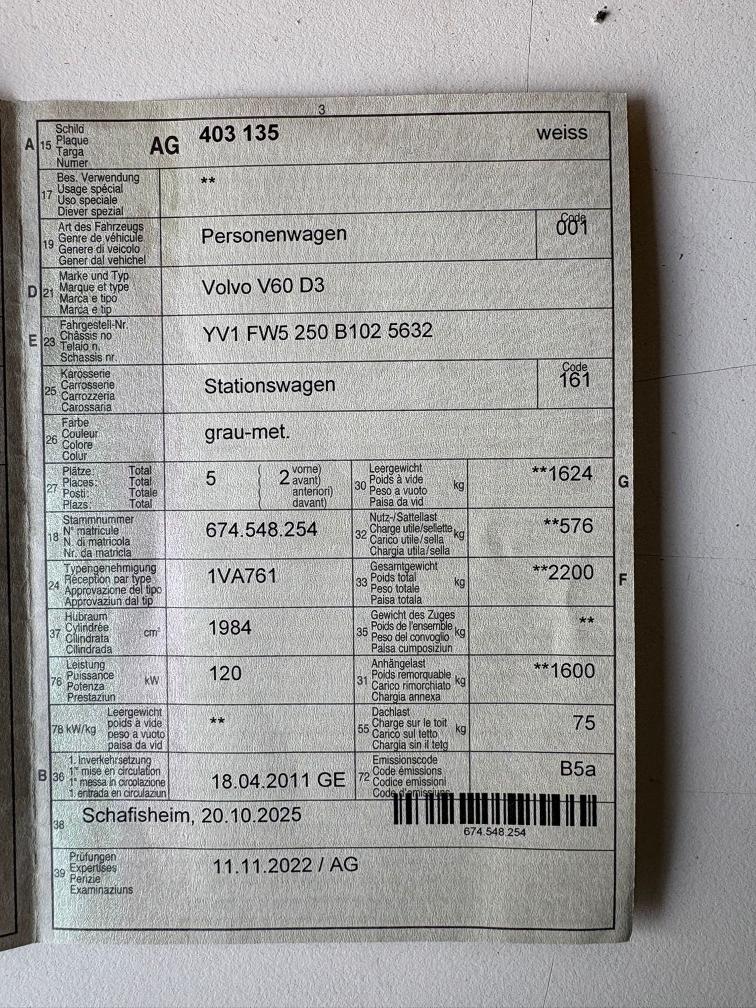 3
A 15 Schild Plaque Targa Numer AG 403 135 weiss
17 Bes. Verwendung Usage spécial Uso speciale Diever spezial **
19 Art des Fahrzeugs Genre de véhicule Genere di veicolo Gener dal vehichel Personenwagen Code 001
D 21 Marke und Typ Marque et type Marca e tipo Marca e tip Volvo V60 D3
E 23 Fahrgestell-Nr. Châssis no Telaio n. Schassis nr. YV1 FW5 250 B102 5632
25 Karosserie Carrosserie Carrozzeria Carossaria Stationswagen Code 161
26 Farbe Couleur Colore Colur grau-met.
27 Plätze: Total Places: Total Posti: Totale Plazs: Total 5 ( 2 vorne) avant) anteriori) davant)
30 Leergewicht Poids à vide Peso a vuoto Paisa da vid kg **1624 G
18 Stammnummer N° matricule N. di matricola Nr. da matricla 674.548.254
32 Nutz-/Sattellast Charge utile/sellette Carico utile/sella Chargia utila/sella kg **576
24 Typengenehmigung Réception par type Approvazione del tipo Approvaziun dal tip 1VA761
33 Gesamtgewicht Poids total Peso totale Paisa totala kg **2200 F
37 Hubraum Cylindrée Cilindrata Cilindrada cm³ 1984
35 Gewicht des Zuges Poids de l'ensemble Peso del convoglio Paisa cumposiziun kg **
76 Leistung Puissance Potenza Prestaziun kW 120
31 Anhängelast Poids remorquable Carico rimorchiato Chargia annexa kg **1600
78 kW/kg Leergewicht poids à vide peso a vuoto paisa da vid **
55 Dachlast Charge sur le toit Carico sul tetto Chargia sin il tetg kg 75
B 36 1. Inverkehrsetzung 1re mise en circulation 1a messa in circolazione 1. entrada en circulaziun 18.04.2011 GE
72 Emissionscode Code émissions Codice emissioni Code d'emissiuns B5a
38 Schafisheim, 20.10.2025
674.548.254
39 Prüfungen Expertises Perizie Examinaziuns 11.11.2022 / AG